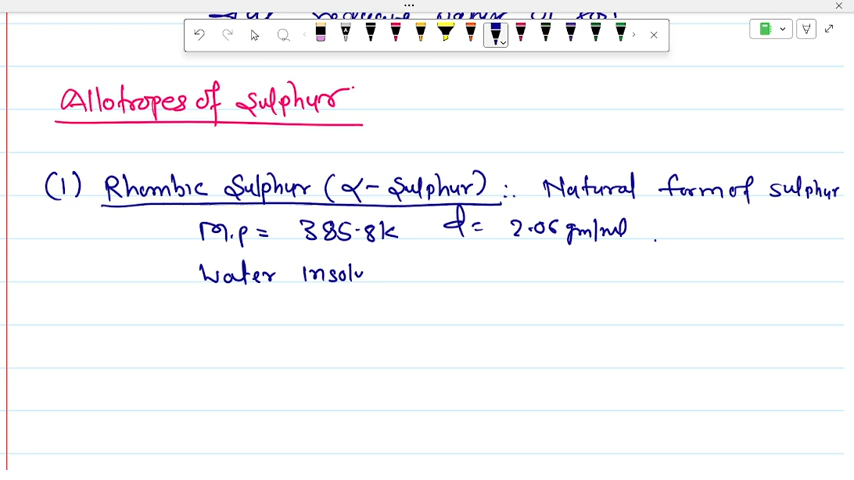 Allotropes of Sulphur
(1) Rhombic Sulphur (α- Sulphur) :. Natural form of sulphur
M.p = 385.8k d = 2.06 gm/ml .
Water Insolu